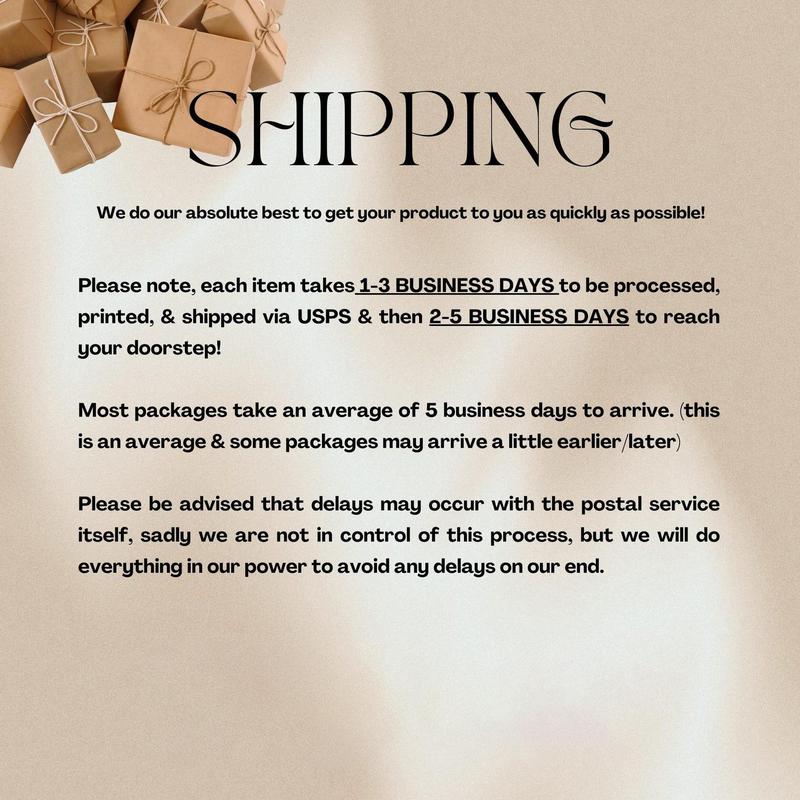 SHIPPING
We do our absolute best to get your product to you as quickly as possible!
Please note, each item takes 1-3 BUSINESS DAYS to be processed,
printed, & shipped via USPS & then 2-5 BUSINESS DAYS to reach
your doorstep!
Most packages take an average of 5 business days to arrive. (this
is an average & some packages may arrive a little earlier/later)
Please be advised that delays may occur with the postal service
itself, sadly we are not in control of this process, but we will do
everything in our power to avoid any delays on our end.